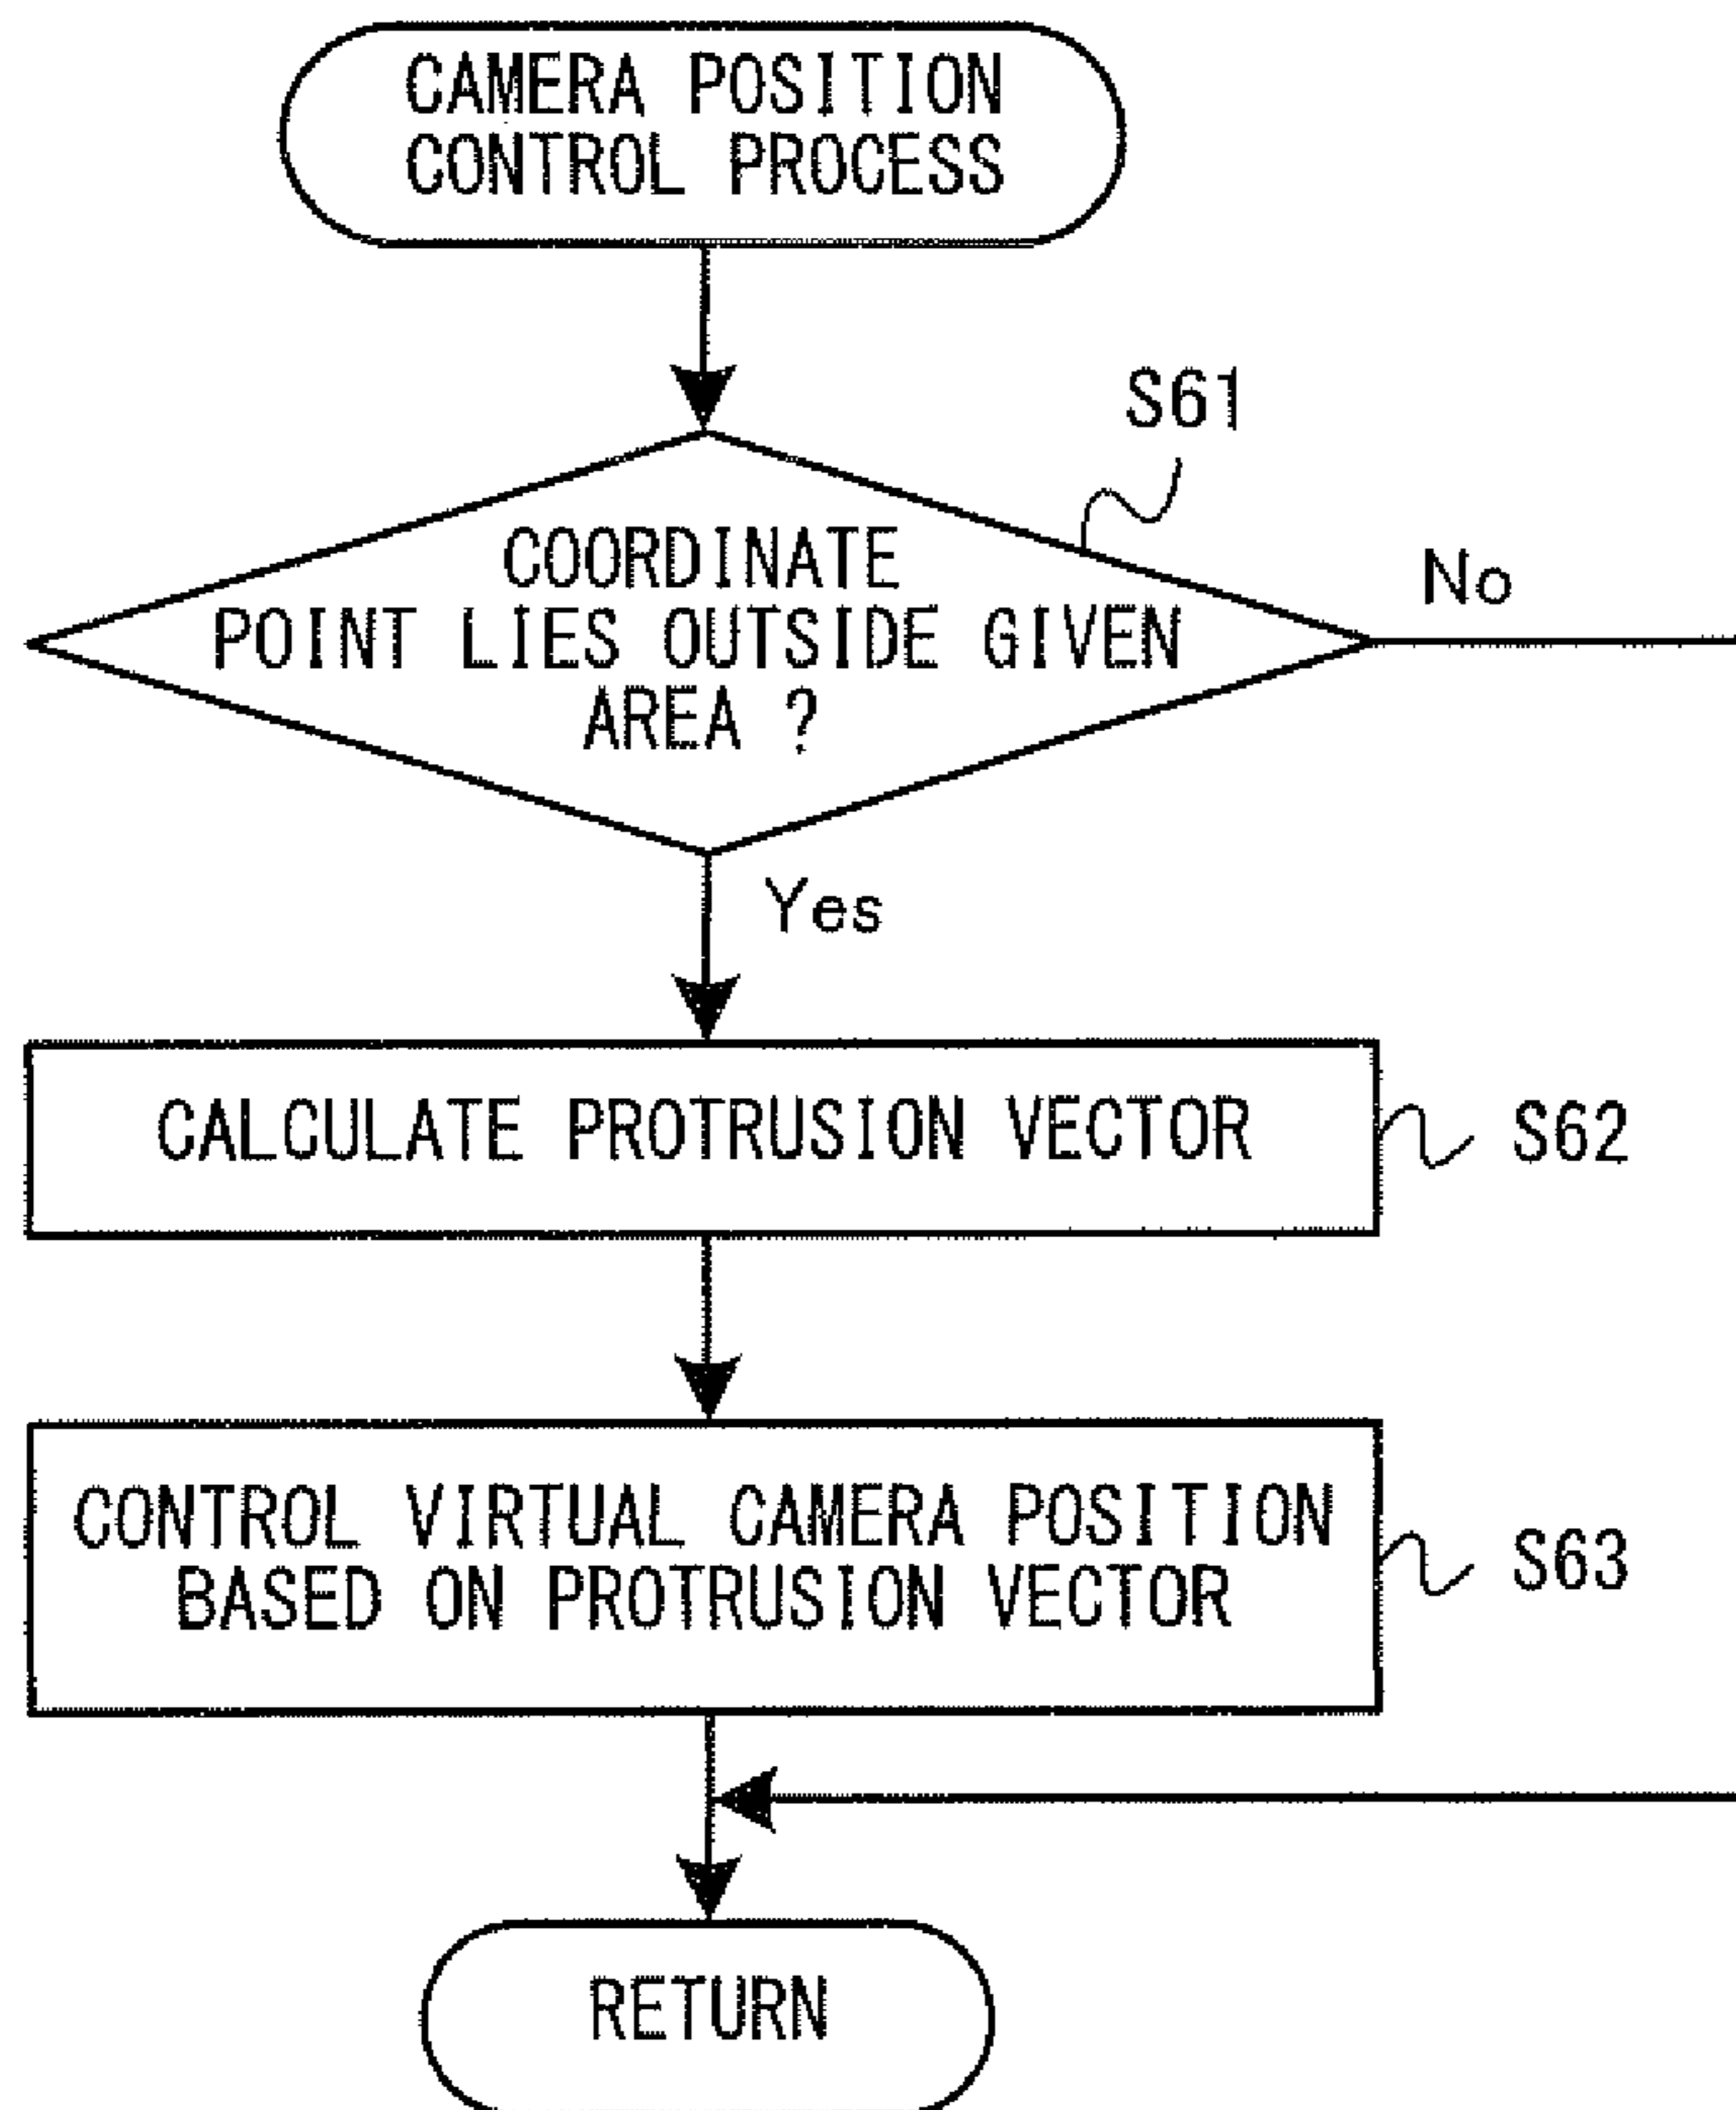 CAMERA POSITION
CONTROL PROCESS
S61
COORDINATE
POINT LIES OUTSIDE GIVEN
AREA ?
No
Yes
CALCULATE PROTRUSION VECTOR
S62
CONTROL VIRTUAL CAMERA POSITION
BASED ON PROTRUSION VECTOR
S63
RETURN